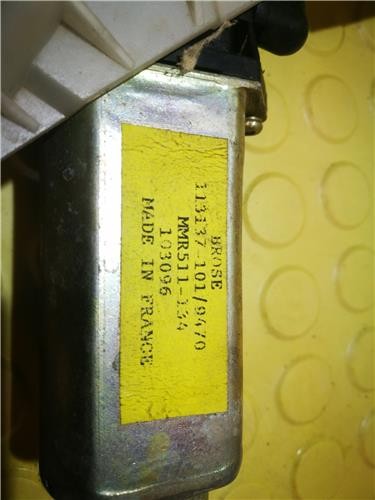 BROSE
113137-101/9470
MMR511-134
103096
MADE IN FRANCE